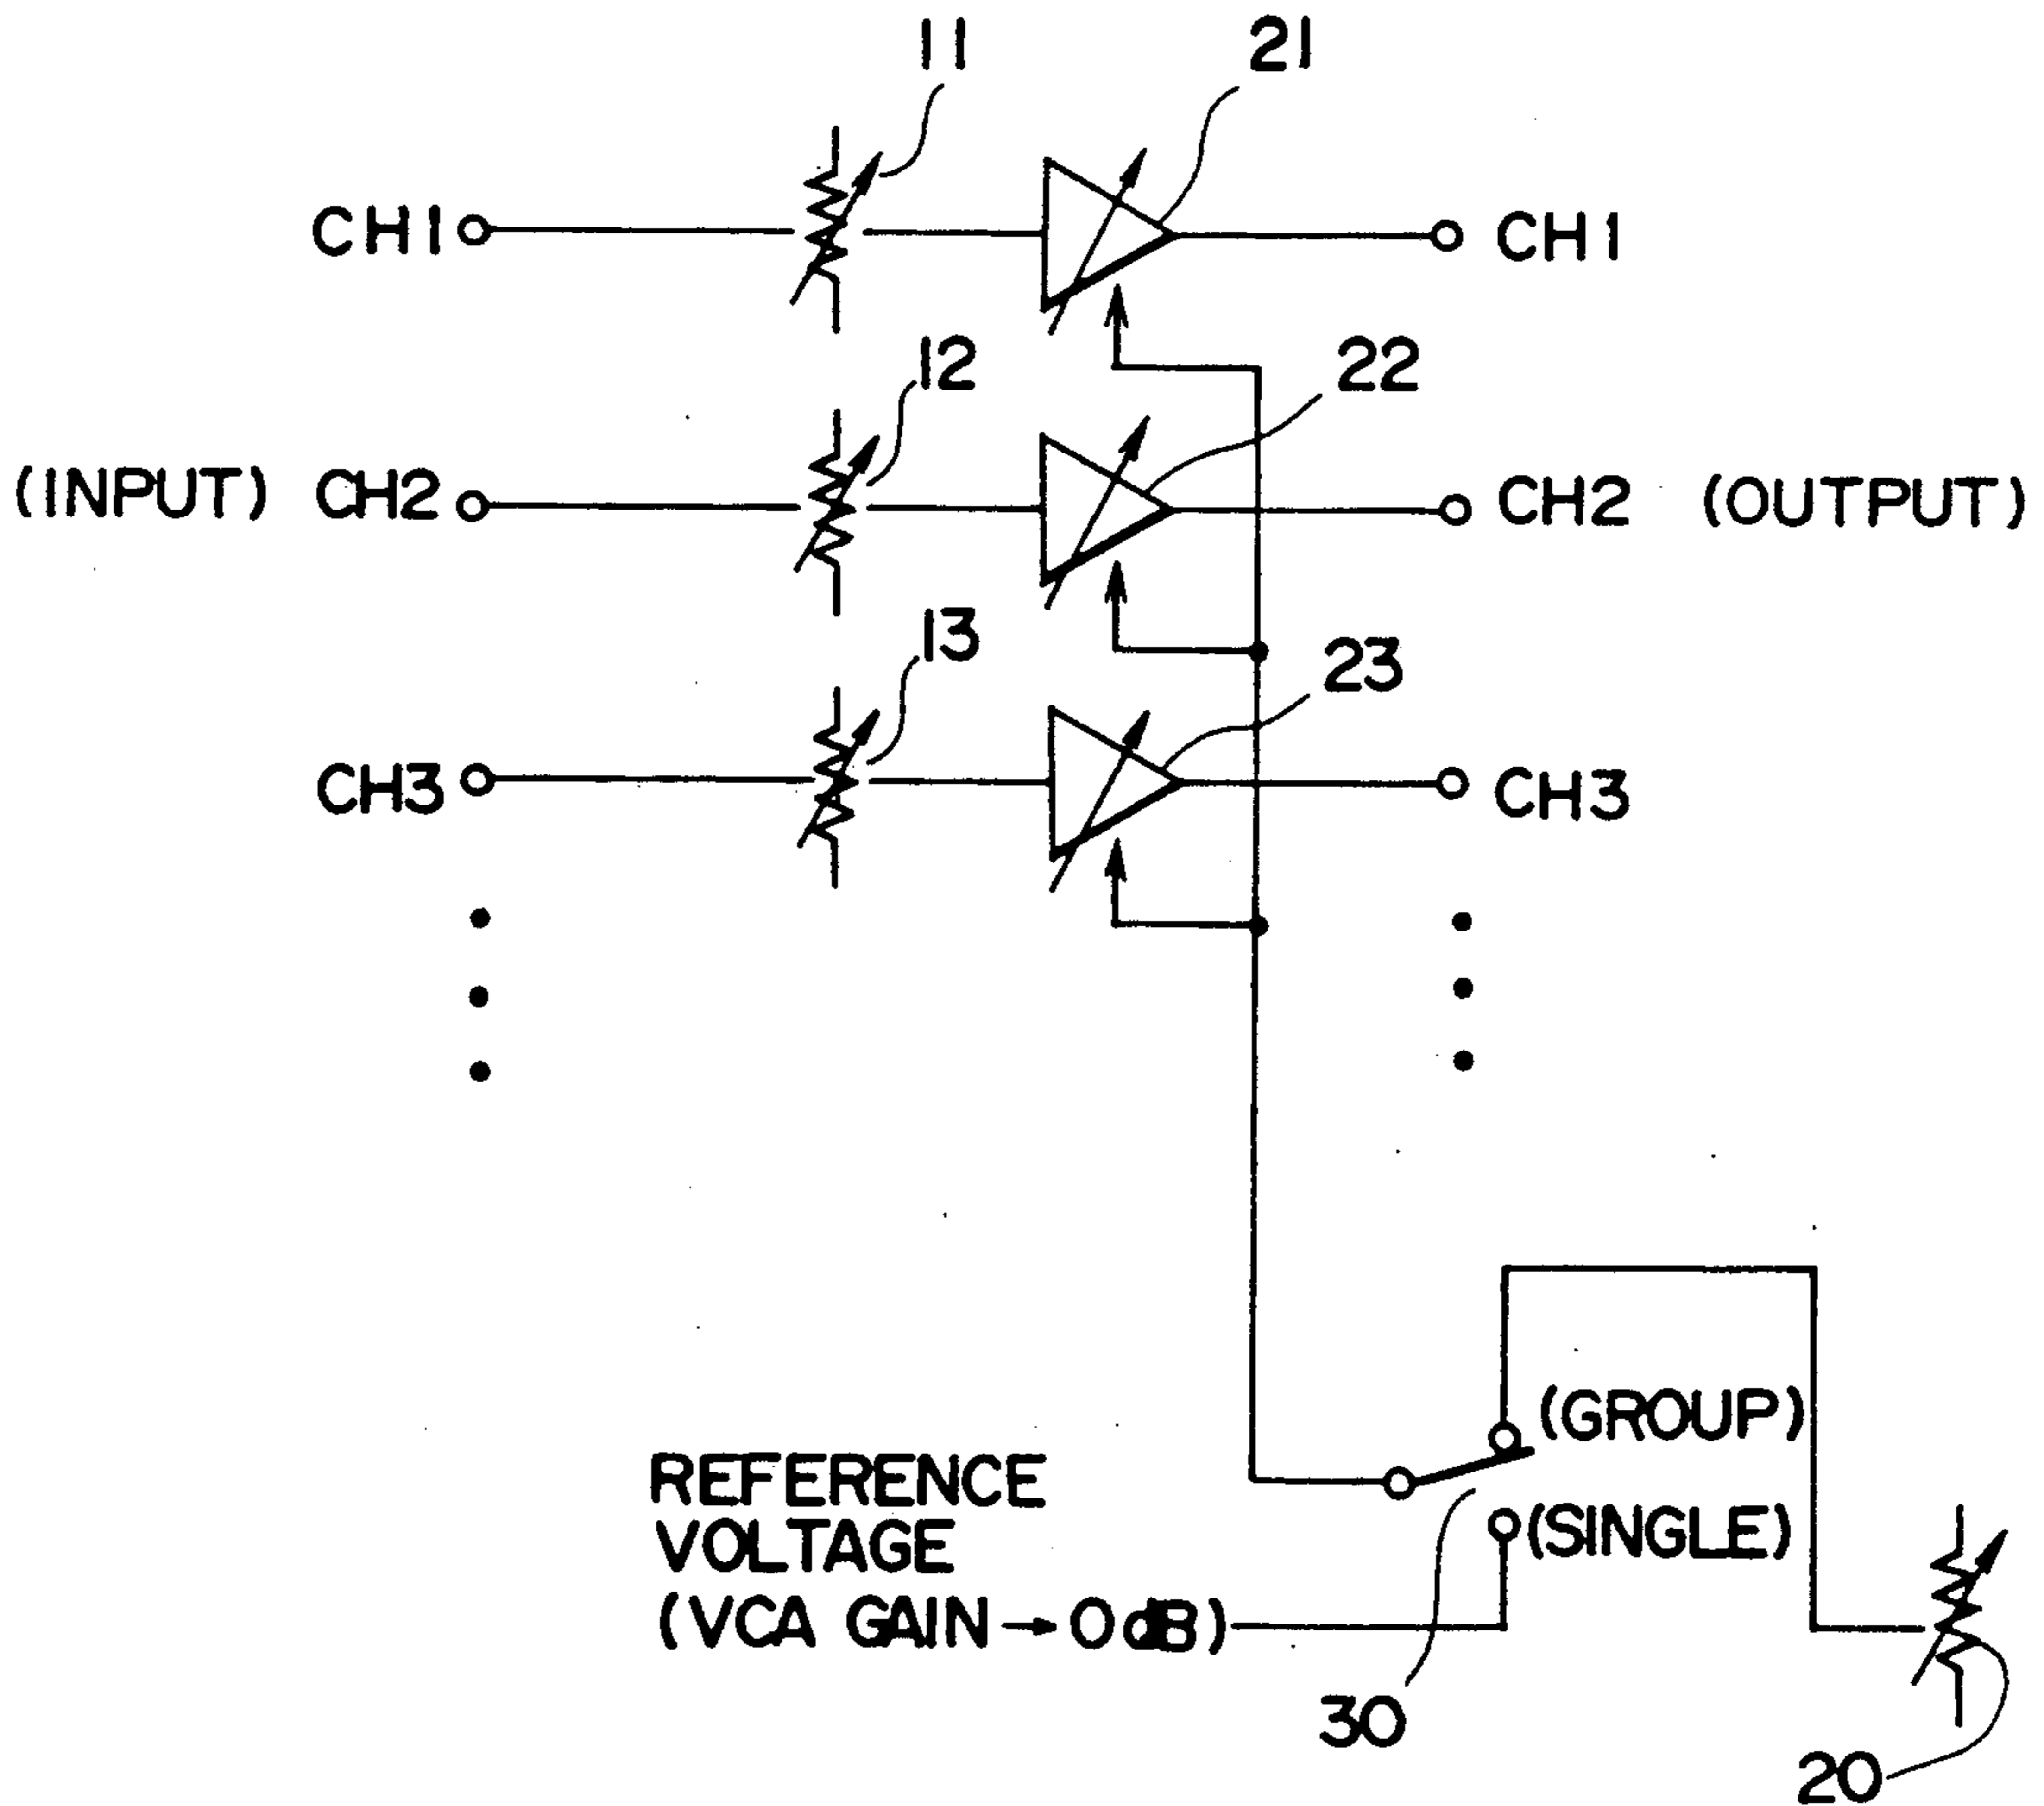 11 21
CH1 CH1
12 22
(INPUT) CH2 CH2 (OUTPUT)
13 23
CH3 CH3
(GROUP)
REFERENCE
VOLTAGE
(SINGLE)
(VCA GAIN → 0dB)
30
20